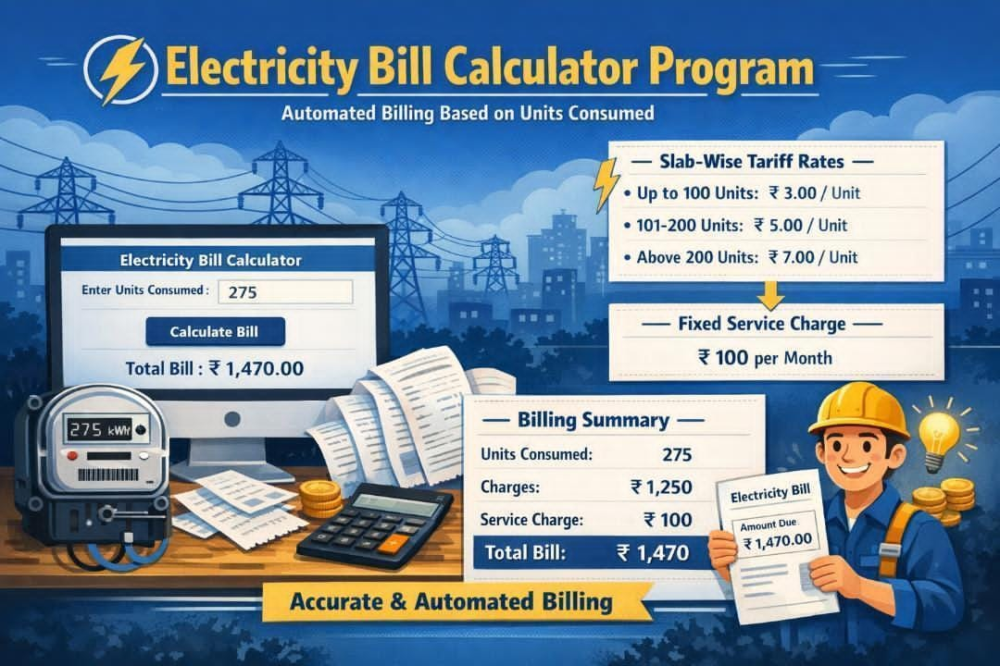 Electricity Bill Calculator Program
Automated Billing Based on Units Consumed
— Slab-Wise Tariff Rates —
• Up to 100 Units: ₹ 3.00 / Unit
• 101-200 Units: ₹ 5.00 / Unit
• Above 200 Units: ₹ 7.00 / Unit
— Fixed Service Charge —
₹ 100 per Month
Electricity Bill Calculator
Enter Units Consumed : 275
Calculate Bill
Total Bill : ₹ 1,470.00
275 kWh
— Billing Summary —
Units Consumed: 275
Charges: ₹ 1,250
Service Charge: ₹ 100
Total Bill: ₹ 1,470
Electricity Bill
Amount Due
₹ 1,470.00
Accurate & Automated Billing